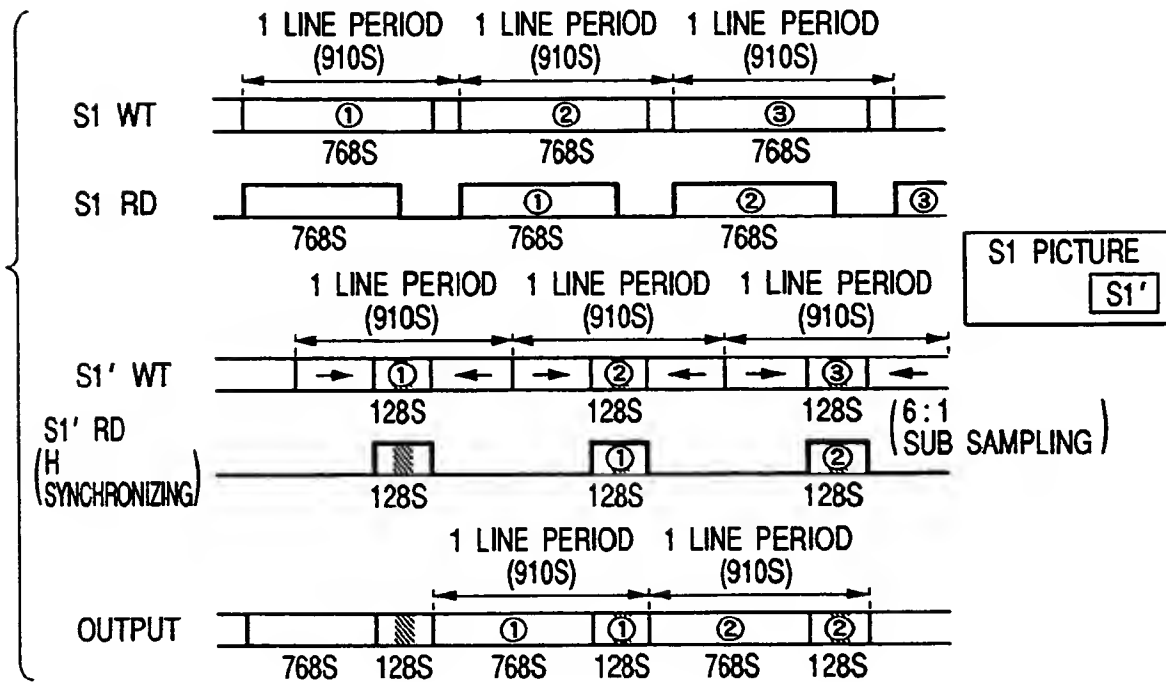 1 LINE PERIOD 1 LINE PERIOD 1 LINE PERIOD
(910S) (910S) (910S)
S1 WT ① ② ③
768S 768S 768S
S1 RD ① ② ③
768S 768S 768S
S1 PICTURE
S1'
1 LINE PERIOD 1 LINE PERIOD 1 LINE PERIOD
(910S) (910S) (910S)
S1' WT ① ② ③
128S 128S 128S
(6:1
SUB SAMPLING)
S1' RD
(H
SYNCHRONIZING)
① ②
128S 128S 128S
1 LINE PERIOD 1 LINE PERIOD
(910S) (910S)
OUTPUT ① ① ② ②
768S 128S 768S 128S 768S 128S